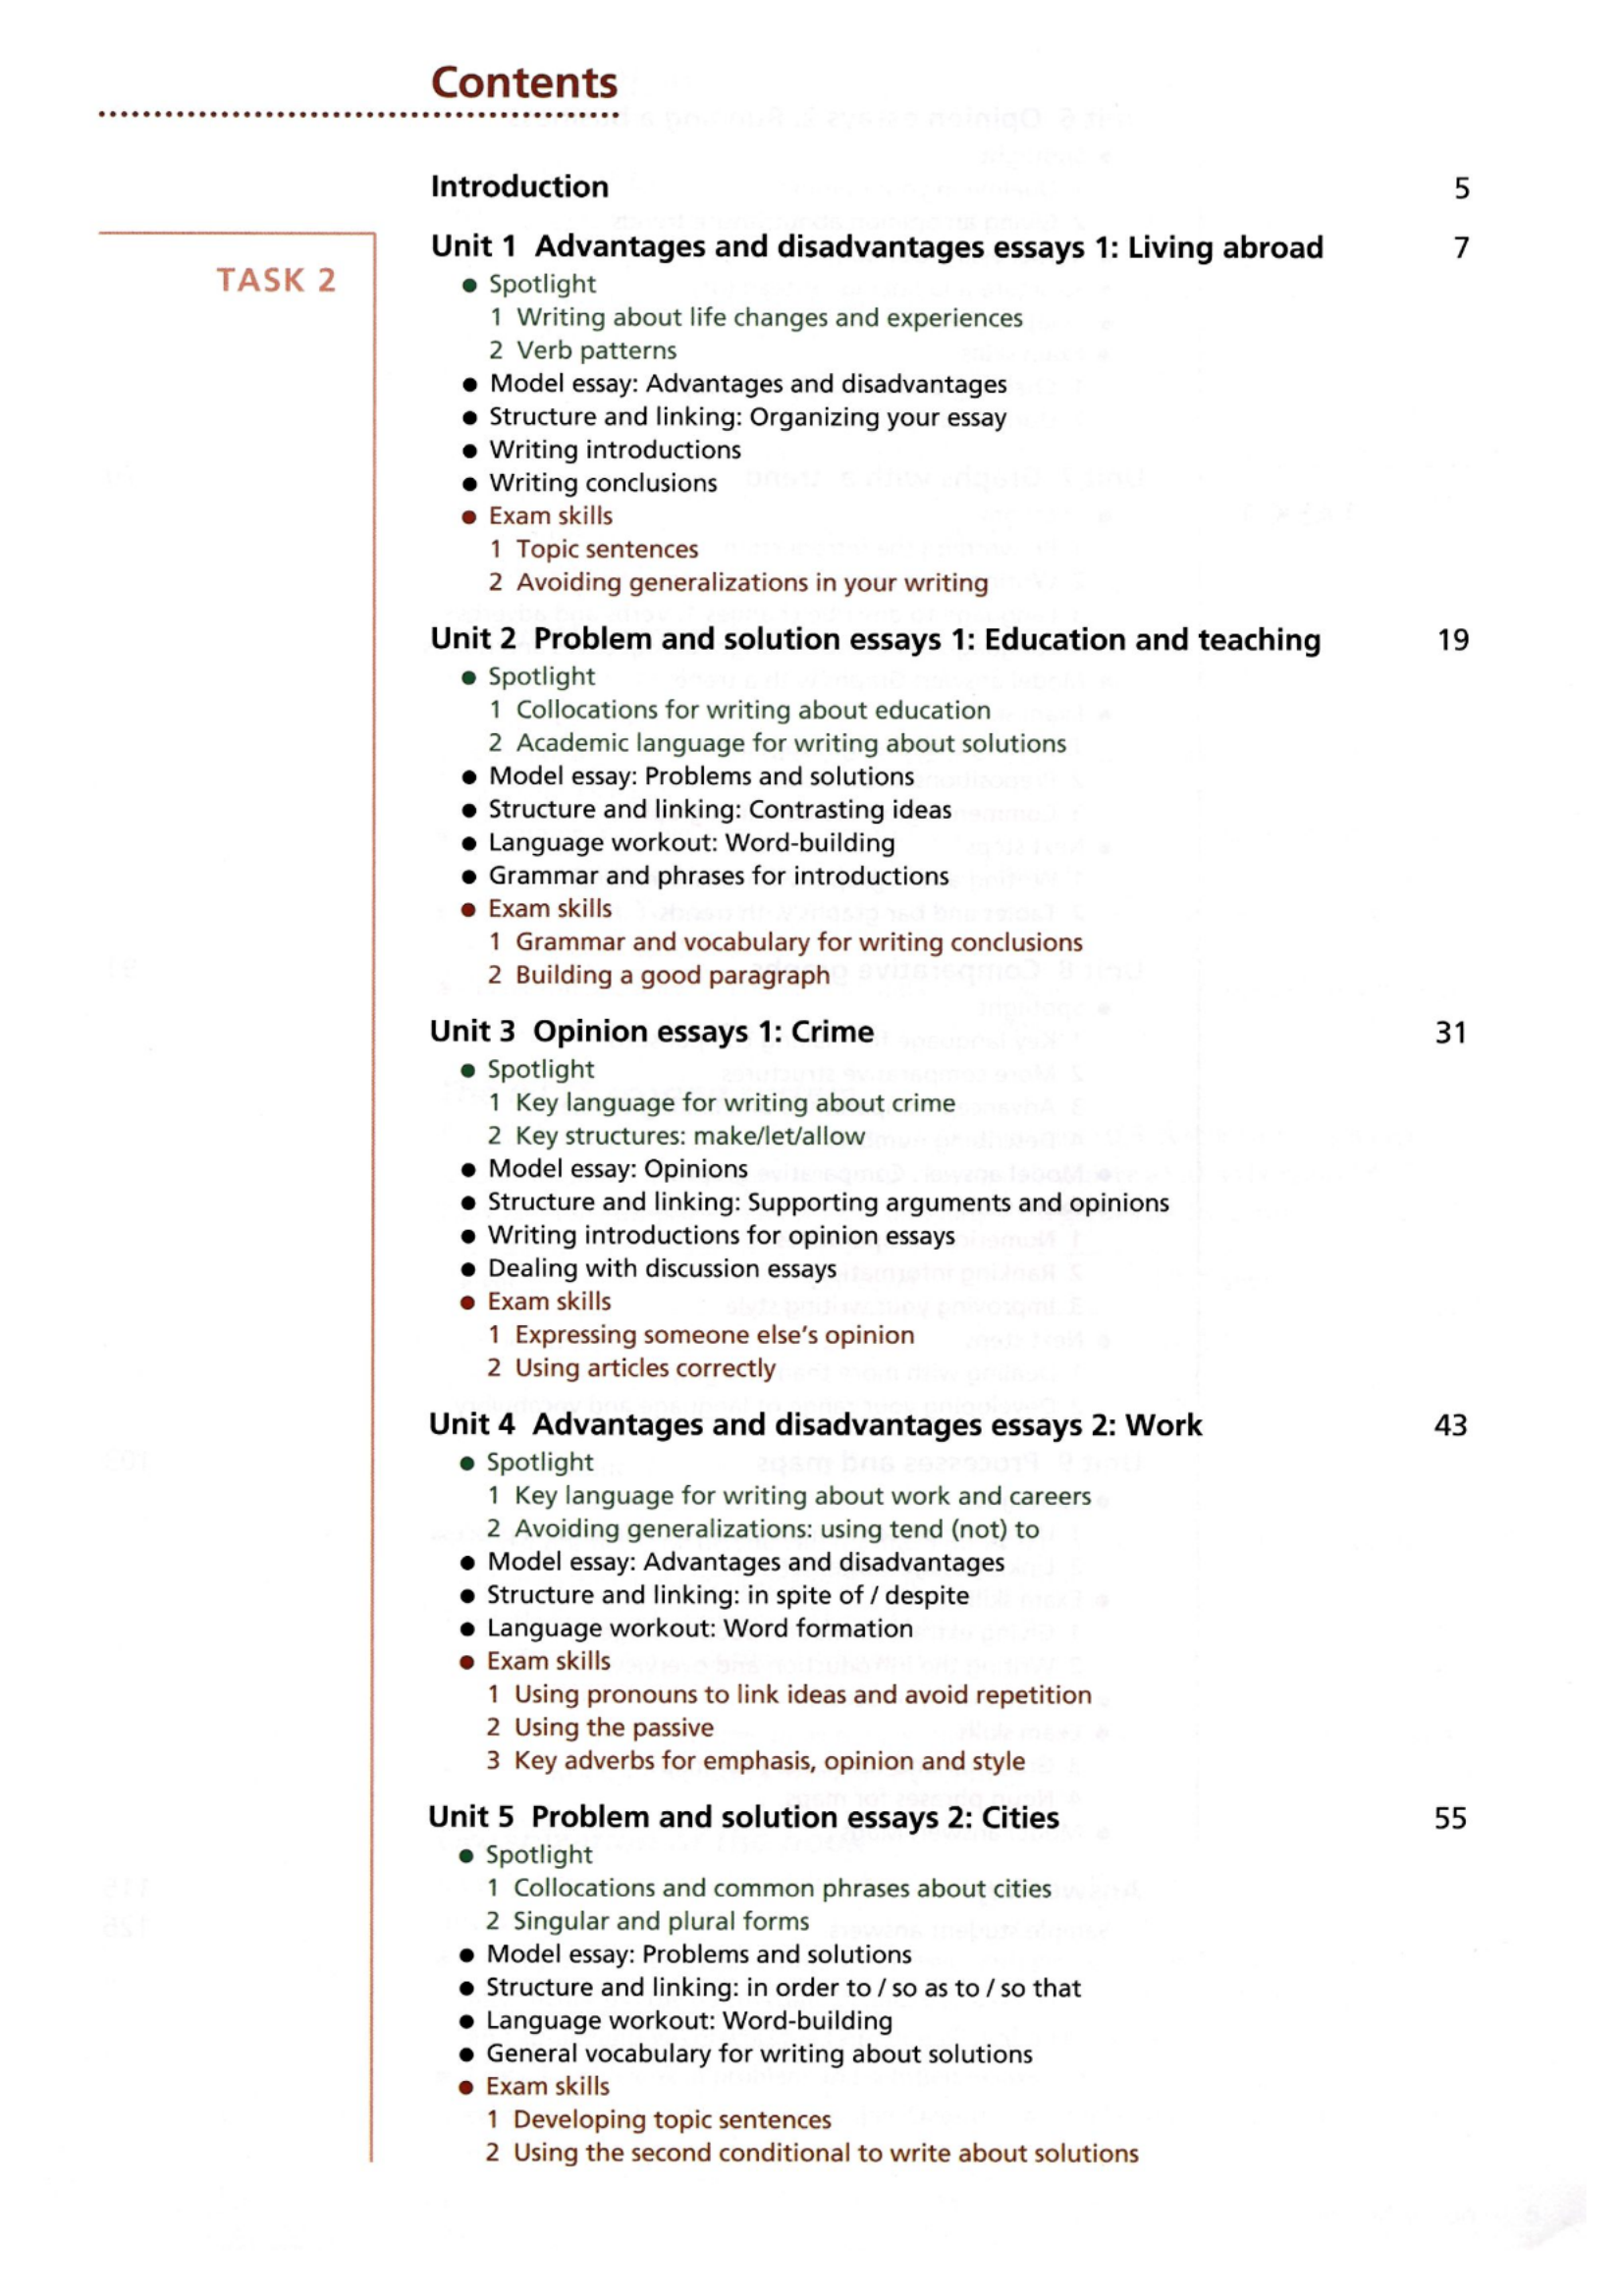 Contents
Introduction 5
TASK 2
Unit 1 Advantages and disadvantages essays 1: Living abroad 7
● Spotlight
1 Writing about life changes and experiences
2 Verb patterns
● Model essay: Advantages and disadvantages
● Structure and linking: Organizing your essay
● Writing introductions
● Writing conclusions
● Exam skills
1 Topic sentences
2 Avoiding generalizations in your writing
Unit 2 Problem and solution essays 1: Education and teaching 19
● Spotlight
1 Collocations for writing about education
2 Academic language for writing about solutions
● Model essay: Problems and solutions
● Structure and linking: Contrasting ideas
● Language workout: Word-building
● Grammar and phrases for introductions
● Exam skills
1 Grammar and vocabulary for writing conclusions
2 Building a good paragraph
Unit 3 Opinion essays 1: Crime 31
● Spotlight
1 Key language for writing about crime
2 Key structures: make/let/allow
● Model essay: Opinions
● Structure and linking: Supporting arguments and opinions
● Writing introductions for opinion essays
● Dealing with discussion essays
● Exam skills
1 Expressing someone else's opinion
2 Using articles correctly
Unit 4 Advantages and disadvantages essays 2: Work 43
● Spotlight
1 Key language for writing about work and careers
2 Avoiding generalizations: using tend (not) to
● Model essay: Advantages and disadvantages
● Structure and linking: in spite of / despite
● Language workout: Word formation
● Exam skills
1 Using pronouns to link ideas and avoid repetition
2 Using the passive
3 Key adverbs for emphasis, opinion and style
Unit 5 Problem and solution essays 2: Cities 55
● Spotlight
1 Collocations and common phrases about cities
2 Singular and plural forms
● Model essay: Problems and solutions
● Structure and linking: in order to / so as to / so that
● Language workout: Word-building
● General vocabulary for writing about solutions
● Exam skills
1 Developing topic sentences
2 Using the second conditional to write about solutions